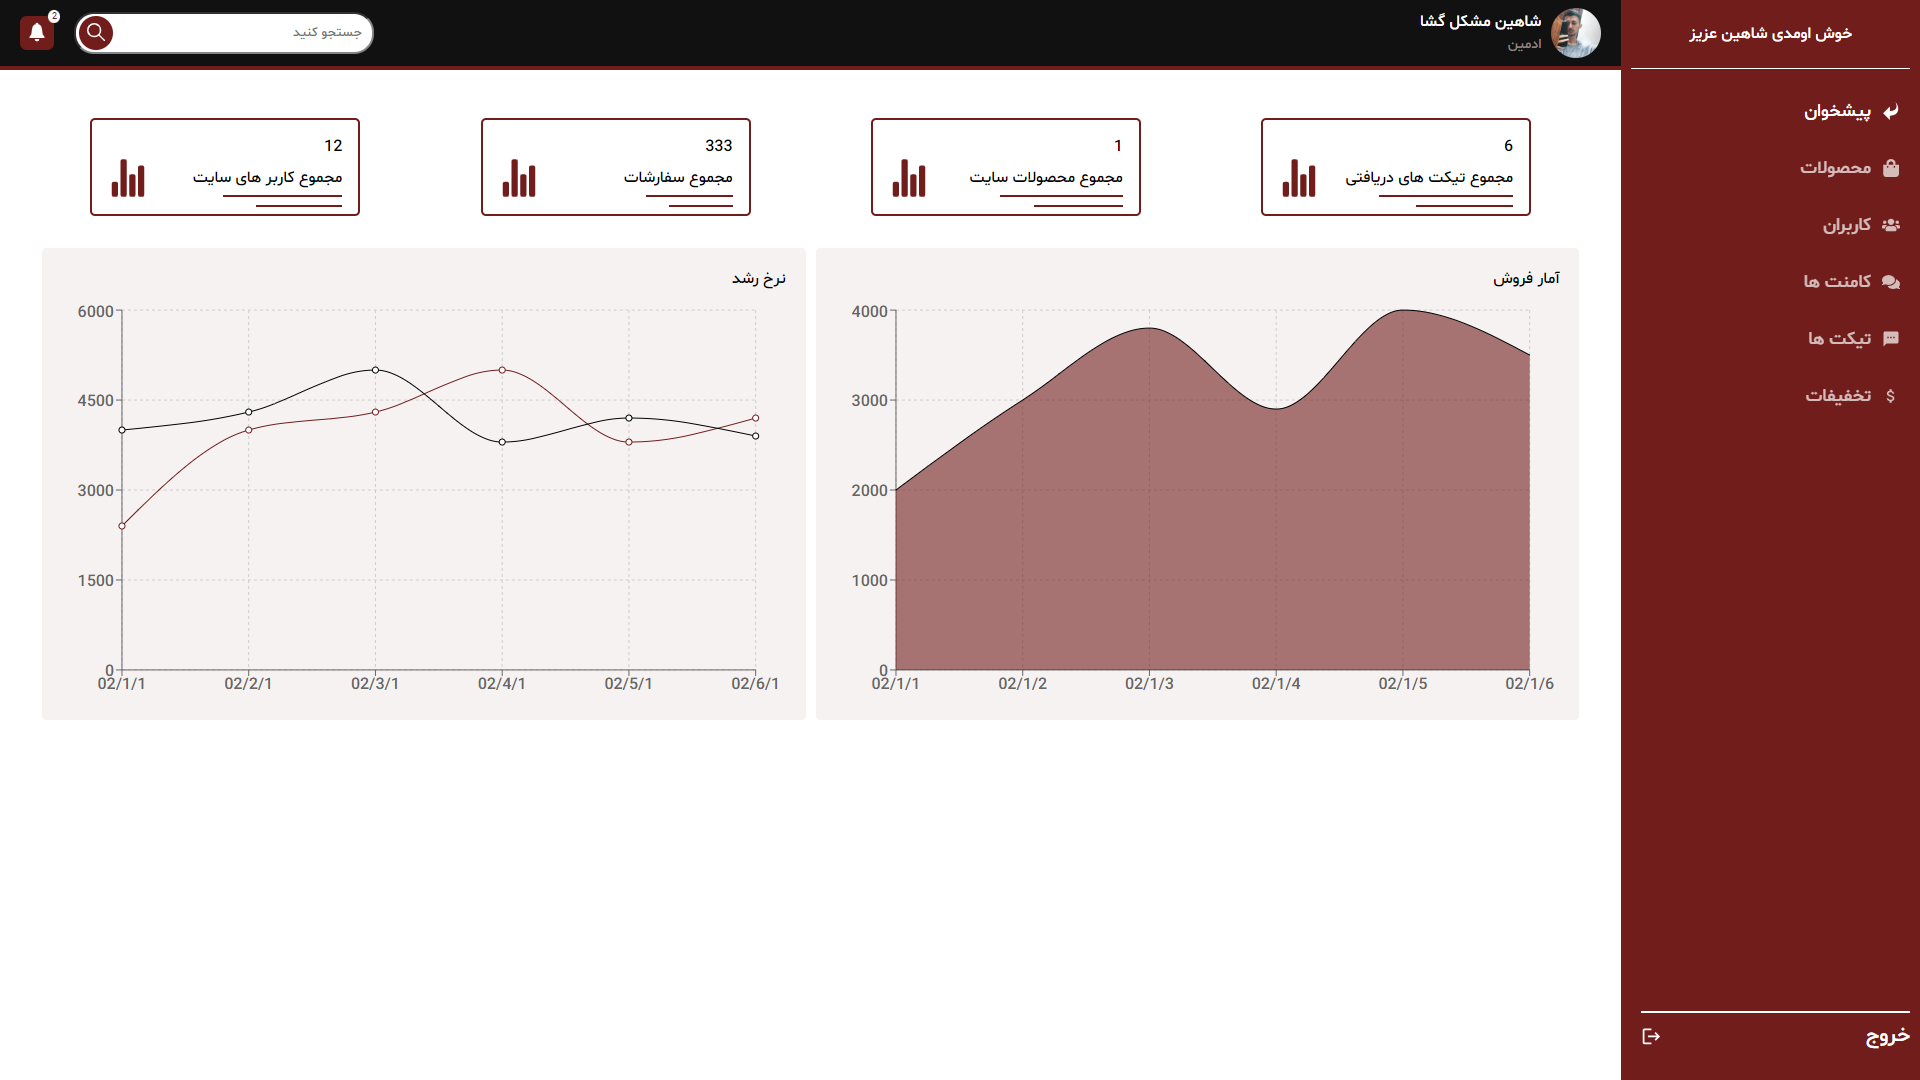 خوش اومدی شاهین عزیز
پیشخوان
محصولات
کاربران
کامنت ها
تیکت ها
تخفیفات
خروج
شاهین مشکل گشا
ادمین
جستجو کنید
2
6
مجموع تیکت های دریافتی
1
مجموع محصولات سایت
333
مجموع سفارشات
12
مجموع کاربر های سایت
آمار فروش
4000
3000
2000
1000
0
02/1/1 02/1/2 02/1/3 02/1/4 02/1/5 02/1/6
نرخ رشد
6000
4500
3000
1500
0
02/1/1 02/2/1 02/3/1 02/4/1 02/5/1 02/6/1